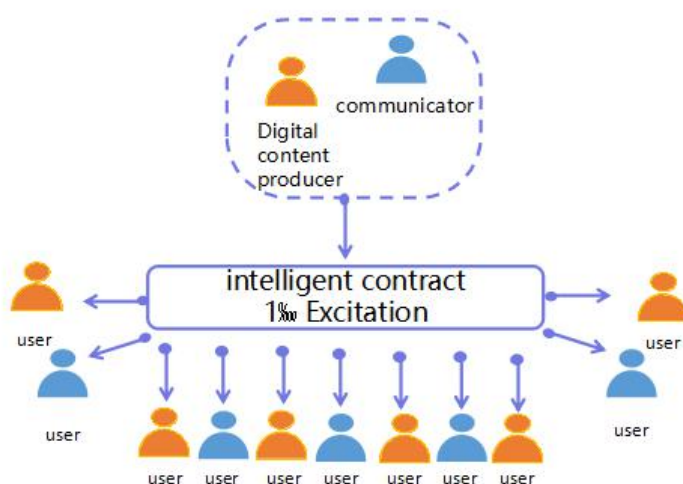 communicator
Digital
content
producer
intelligent contract
1‰ Excitation
user
user
user
user
user
user
user
user
user
user
user